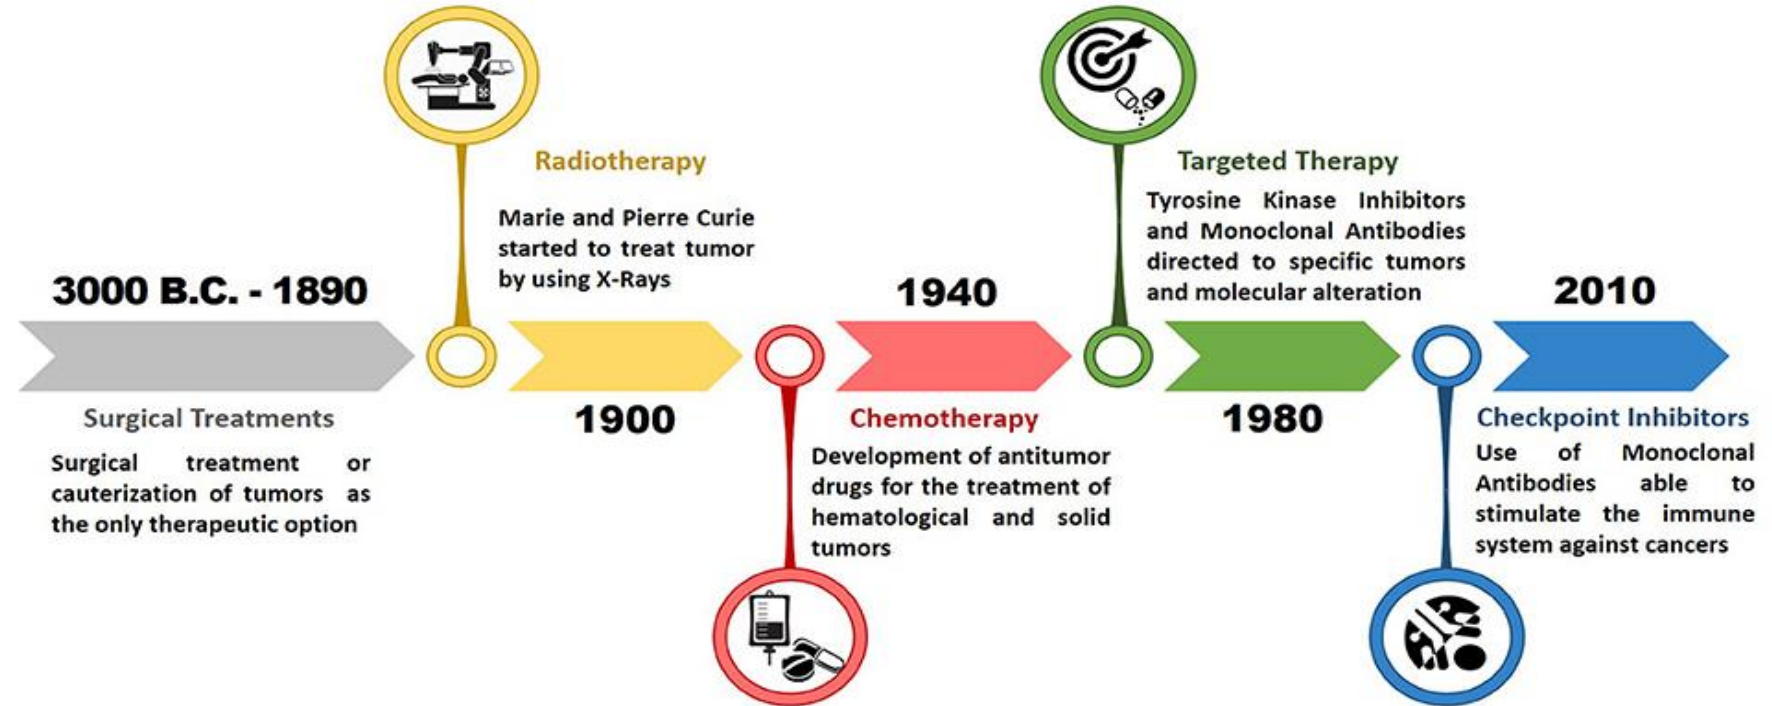 3000 B.C. - 1890
Surgical Treatments
Surgical treatment or
cauterization of tumors as
the only therapeutic option
Radiotherapy
Marie and Pierre Curie
started to treat tumor
by using X-Rays
1900
1940
Chemotherapy
Development of antitumor
drugs for the treatment of
hematological and solid
tumors
Targeted Therapy
Tyrosine Kinase Inhibitors
and Monoclonal Antibodies
directed to specific tumors
and molecular alteration
1980
2010
Checkpoint Inhibitors
Use of Monoclonal
Antibodies able to
stimulate the immune
system against cancers